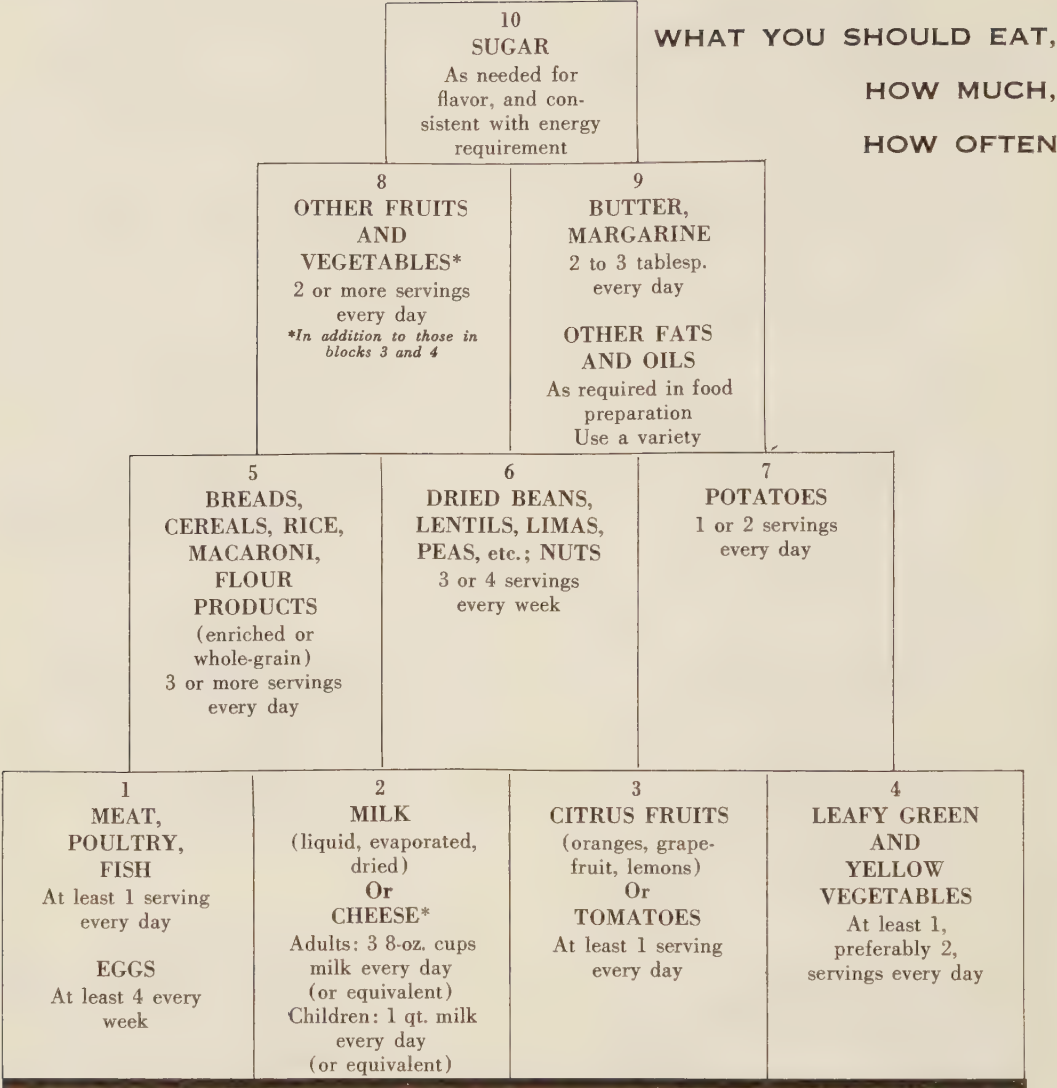 WHAT YOU SHOULD EAT,
HOW MUCH,
HOW OFTEN
10
SUGAR
As needed for
flavor, and con-
sistent with energy
requirement
8
OTHER FRUITS
AND
VEGETABLES*
2 or more servings
every day
*In addition to those in
blocks 3 and 4
9
BUTTER,
MARGARINE
2 to 3 tablesp.
every day
OTHER FATS
AND OILS
As required in food
preparation
Use a variety
5
BREADS,
CEREALS, RICE,
MACARONI,
FLOUR
PRODUCTS
(enriched or
whole-grain)
3 or more servings
every day
6
DRIED BEANS,
LENTILS, LIMAS,
PEAS, etc.; NUTS
3 or 4 servings
every week
7
POTATOES
1 or 2 servings
every day
1
MEAT,
POULTRY,
FISH
At least 1 serving
every day
EGGS
At least 4 every
week
2
MILK
(liquid, evaporated,
dried)
Or
CHEESE*
Adults: 3 8-oz. cups
milk every day
(or equivalent)
Children: 1 qt. milk
every day
(or equivalent)
3
CITRUS FRUITS
(oranges, grape-
fruit, lemons)
Or
TOMATOES
At least 1 serving
every day
4
LEAFY GREEN
AND
YELLOW
VEGETABLES
At least 1,
preferably 2,
servings every day